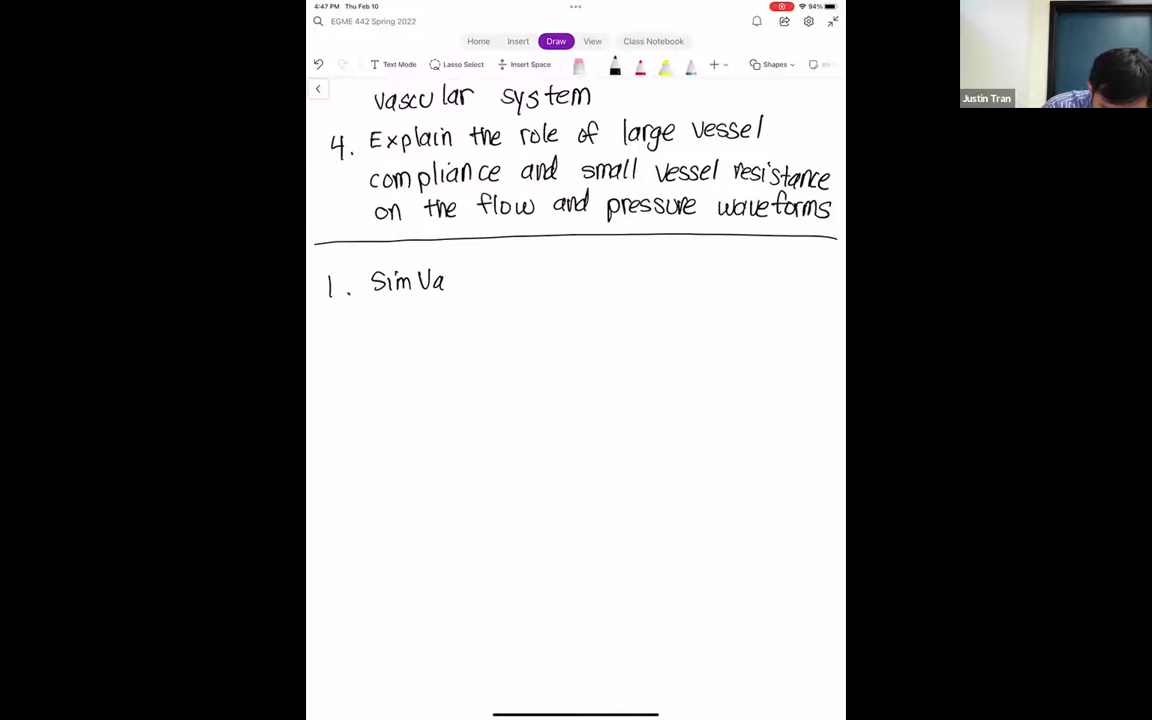 4:47 PM Thu Feb 10
94%
EGME 442 Spring 2022
Home Insert Draw View Class Notebook
Text Mode Lasso Select Insert Space Shapes
Justin Tran
vascular system
4. Explain the role of large vessel
compliance and small vessel resistance
on the flow and pressure waveforms
1. SimVa